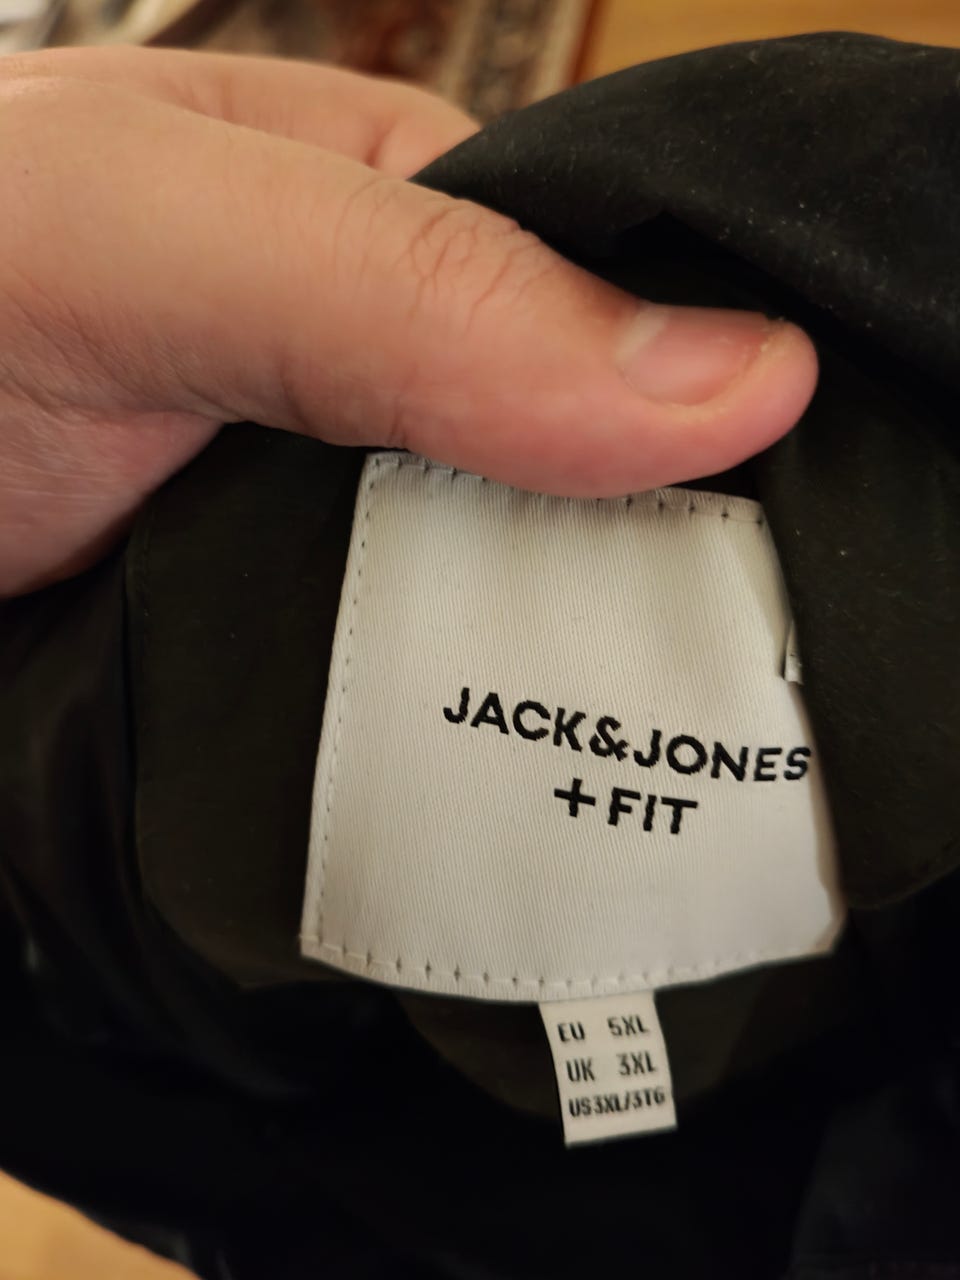 JACK&JONES
+FIT
EU 5XL
UK 3XL
US3XL/3TG